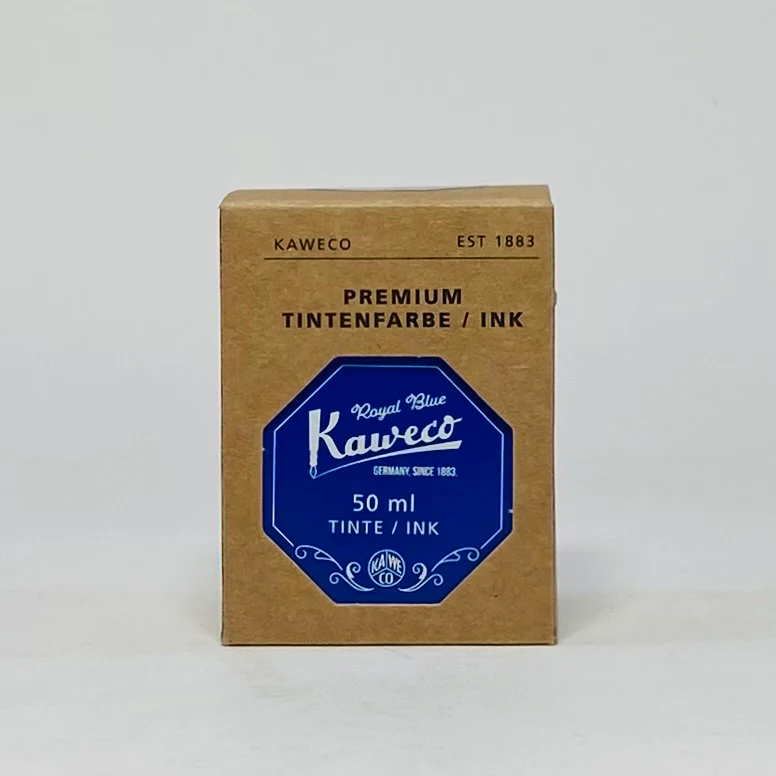 KAWECO EST 1883
PREMIUM
TINTENFARBE / INK
Royal Blue
Kaweco
GERMANY, SINCE 1883.
50 ml
TINTE / INK
KA WE
CO